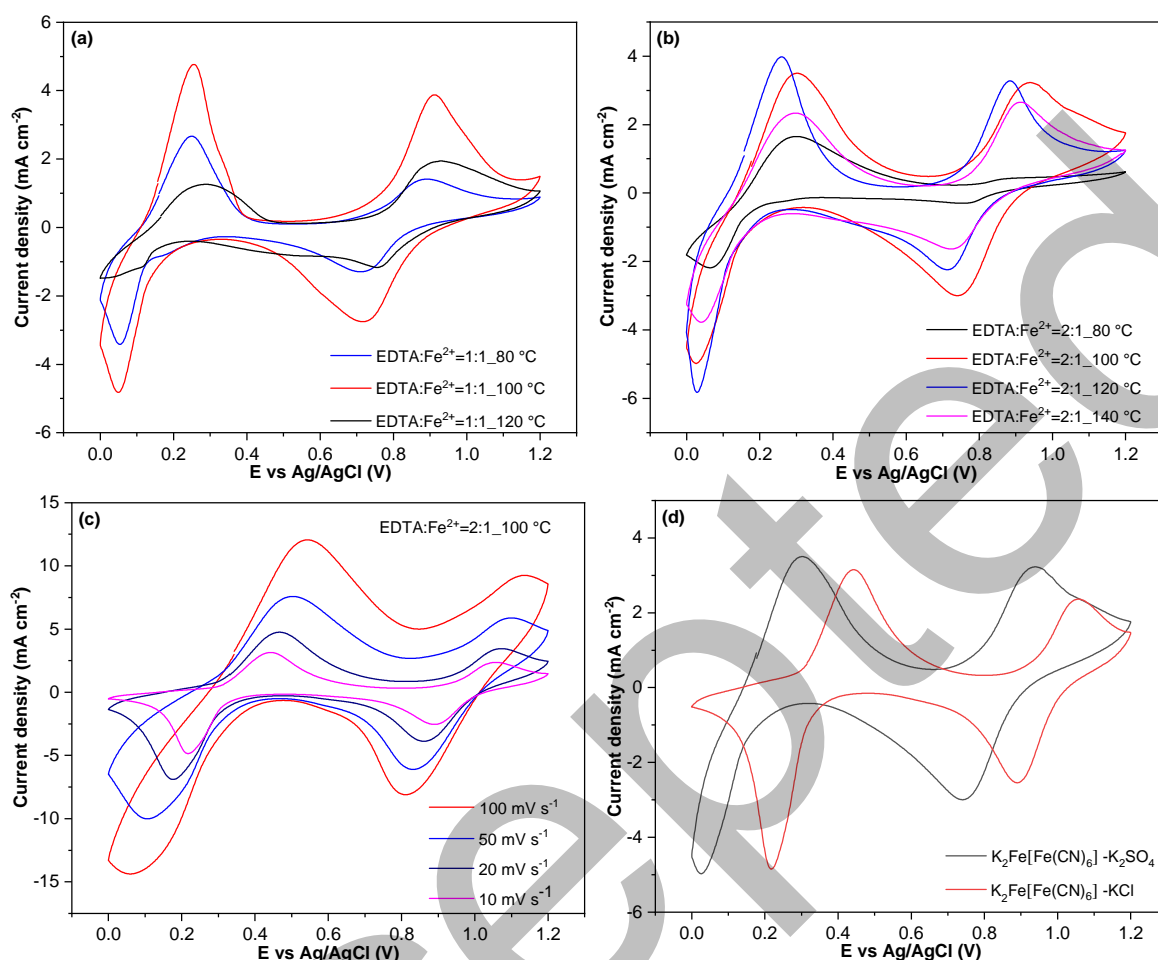 (a)
Current density (mA cm-2)
6
4
2
0
-2
-4
-6
0.0 0.2 0.4 0.6 0.8 1.0 1.2
E vs Ag/AgCl (V)
EDTA:Fe2+=1:1_80 °C
EDTA:Fe2+=1:1_100 °C
EDTA:Fe2+=1:1_120 °C
(b)
Current density (mA cm-2)
4
2
0
-2
-4
-6
0.0 0.2 0.4 0.6 0.8 1.0 1.2
E vs Ag/AgCl (V)
EDTA:Fe2+=2:1_80 °C
EDTA:Fe2+=2:1_100 °C
EDTA:Fe2+=2:1_120 °C
EDTA:Fe2+=2:1_140 °C
(c)
EDTA:Fe2+=2:1_100 °C
Current density (mA cm-2)
15
10
5
0
-5
-10
-15
0.0 0.2 0.4 0.6 0.8 1.0 1.2
E vs Ag/AgCl (V)
100 mV s-1
50 mV s-1
20 mV s-1
10 mV s-1
(d)
Current density (mA cm-2)
4
2
0
-2
-4
-6
0.0 0.2 0.4 0.6 0.8 1.0 1.2
E vs Ag/AgCl (V)
K2Fe[Fe(CN)6] -K2SO4
K2Fe[Fe(CN)6] -KCl
cepted